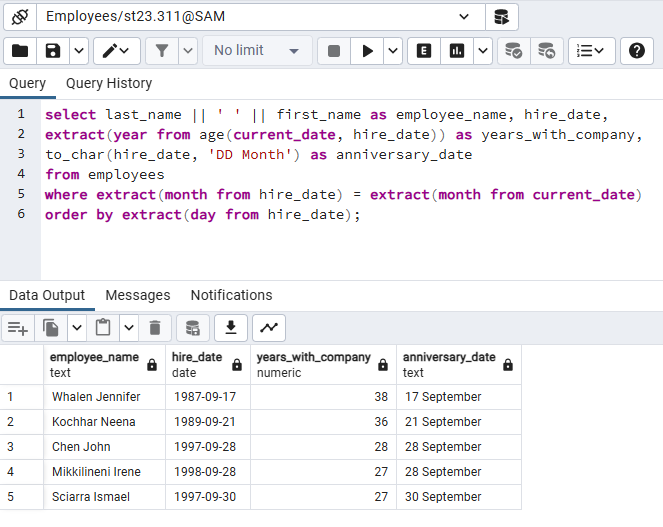 Employees/st23.311@SAM
No limit
E
Query Query History
1 select last_name || ' ' || first_name as employee_name, hire_date,
2 extract(year from age(current_date, hire_date)) as years_with_company,
3 to_char(hire_date, 'DD Month') as anniversary_date
4 from employees
5 where extract(month from hire_date) = extract(month from current_date)
6 order by extract(day from hire_date);
Data Output Messages Notifications
employee_name hire_date years_with_company anniversary_date
text date numeric text
1 Whalen Jennifer 1987-09-17 38 17 September
2 Kochhar Neena 1989-09-21 36 21 September
3 Chen John 1997-09-28 28 28 September
4 Mikkilineni Irene 1998-09-28 27 28 September
5 Sciarra Ismael 1997-09-30 27 30 September